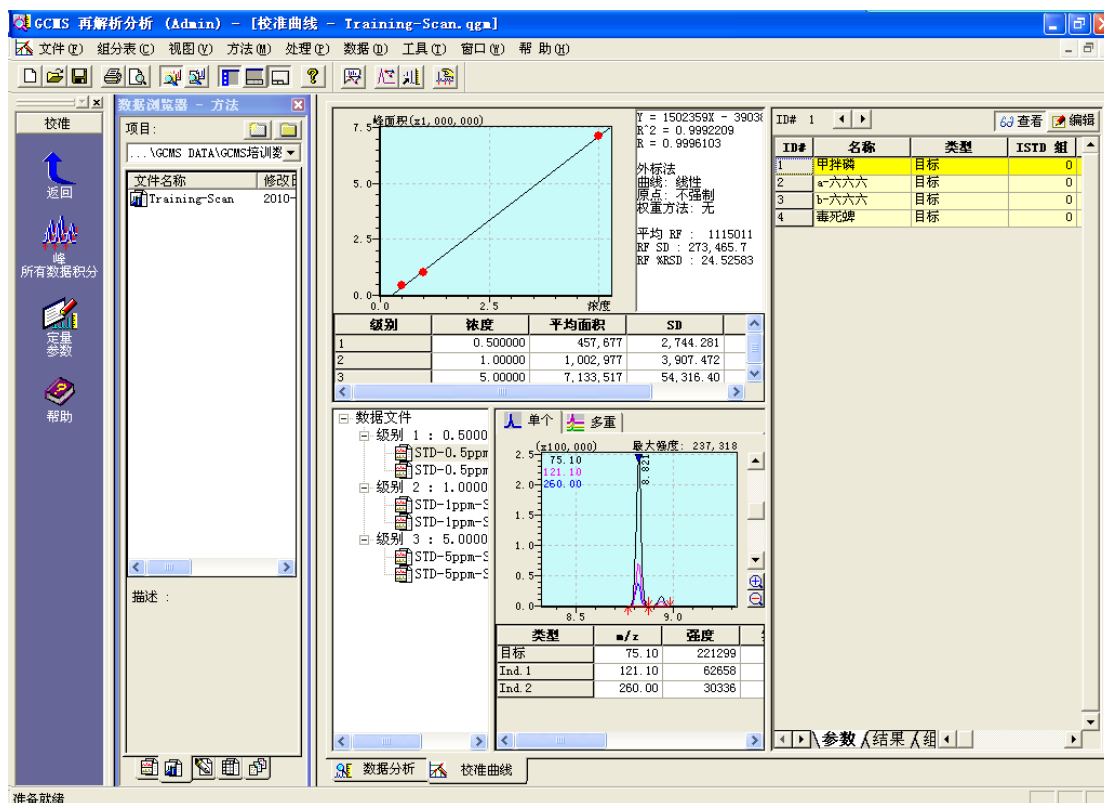 GCMS 再解析分析 (Admin) - [校准曲线 - Training-Scan.qgm]
文件(F) 组分表(C) 视图(V) 方法(M) 处理(P) 数据(D) 工具(T) 窗口(W) 帮 助(H)
校准
返回
峰
所有数据积分
定量
参数
帮助
数据浏览器 - 方法
项目:
...\GCMS DATA\GCMS培训娄
文件名称 修改日
Training-Scan 2010-
描述 :
峰面积(x1,000,000)
7.5
5.0
2.5
0.0
0.0 2.5 浓度
Y = 1502359X - 39038
R^2 = 0.9992209
R = 0.9996103
外标法
曲线: 线性
原点: 不强制
权重方法: 无
平均 RF : 1115011
RF SD : 273,465.7
RF %RSD : 24.52583
级别 浓度 平均面积 SD
1 0.500000 457,677 2,744.281
2 1.00000 1,002,977 3,907.472
3 5.00000 7,133,517 54,316.40
数据文件
级别 1 : 0.5000
STD-0.5ppm
STD-0.5ppm
级别 2 : 1.0000
STD-1ppm-S
STD-1ppm-S
级别 3 : 5.0000
STD-5ppm-S
STD-5ppm-S
单个 多重
(x100,000) 最大强度: 237,318
2.5
2.0
1.5
1.0
0.5
0.0
75.10
121.10
260.00
8.821
8.5 9.0
类型 m/z 强度
目标 75.10 221299
Ind.1 121.10 62658
Ind.2 260.00 30336
ID# 1 查看 编辑
ID# 名称 类型 ISTD 组
1 甲拌磷 目标 0
2 a-六六六 目标 0
3 b-六六六 目标 0
4 毒死蜱 目标 0
参数 结果 组
数据分析 校准曲线
准备就绪